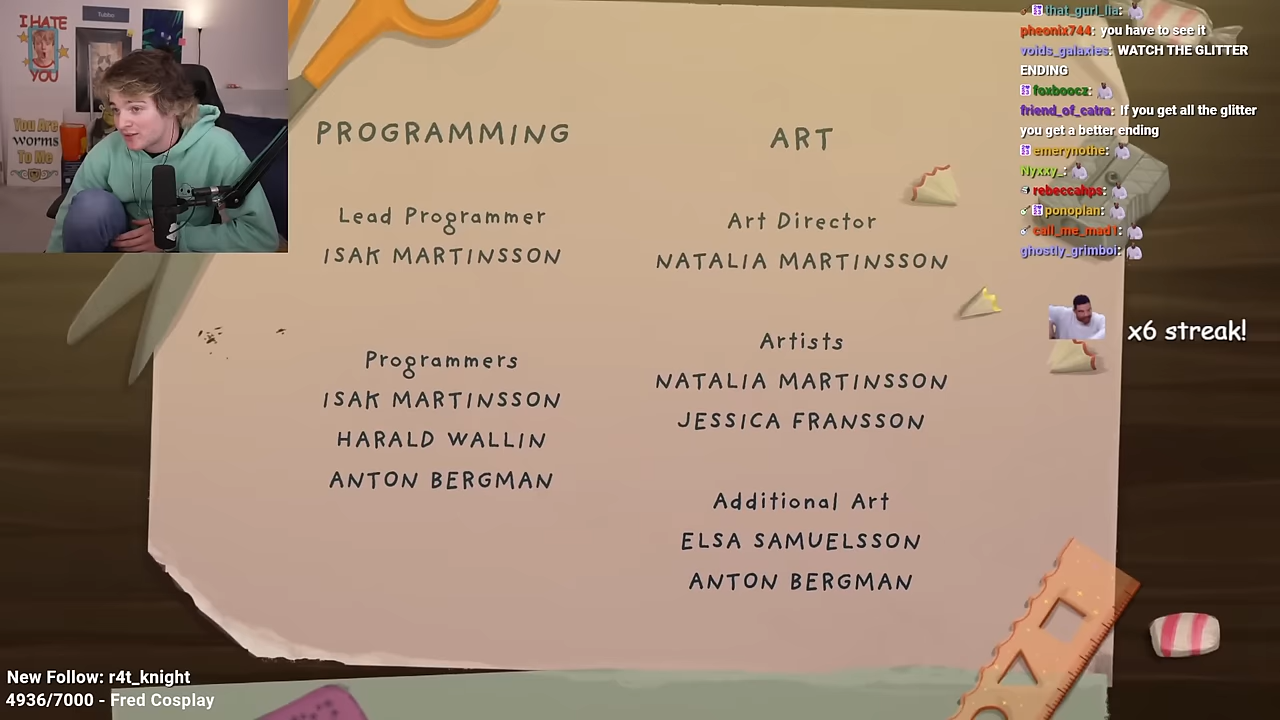 I HATE
YOU
Tubbo
You Are
worms
To Me
PROGRAMMING
Lead Programmer
ISAK MARTINSSON
Programmers
ISAK MARTINSSON
HARALD WALLIN
ANTON BERGMAN
ART
Art Director
NATALIA MARTINSSON
Artists
NATALIA MARTINSSON
JESSICA FRANSSON
Additional Art
ELSA SAMUELSSON
ANTON BERGMAN
that_gurl_lia:
pheonix744: you have to see it
voids_galaxies: WATCH THE GLITTER
ENDING
foxboocz:
friend_of_catra: If you get all the glitter
you get a better ending
emerynothe:
Nyxxy_:
rebeccahps:
ponoplan:
call_me_mad1:
ghostly_grimboi:
x6 streak!
New Follow: r4t_knight
4936/7000 - Fred Cosplay